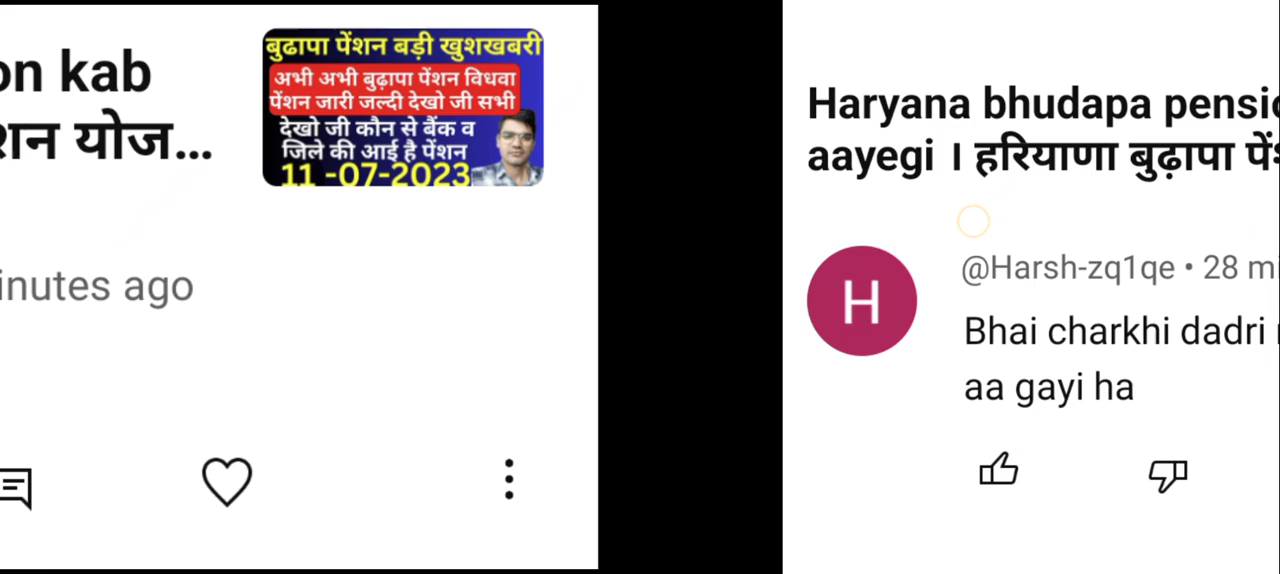 on kab
शन योज...
बुढापा पेंशन बड़ी खुशखबरी
अभी अभी बुढ़ापा पेंशन विधवा
पेंशन जारी जल्दी देखो जी सभी
देखो जी कौन से बैंक व
जिले की आई है पेंशन
11 -07-2023
inutes ago
Haryana bhudapa pensio
aayegi । हरियाणा बुढ़ापा पें
H
@Harsh-zq1qe • 28 mi
Bhai charkhi dadri
aa gayi ha